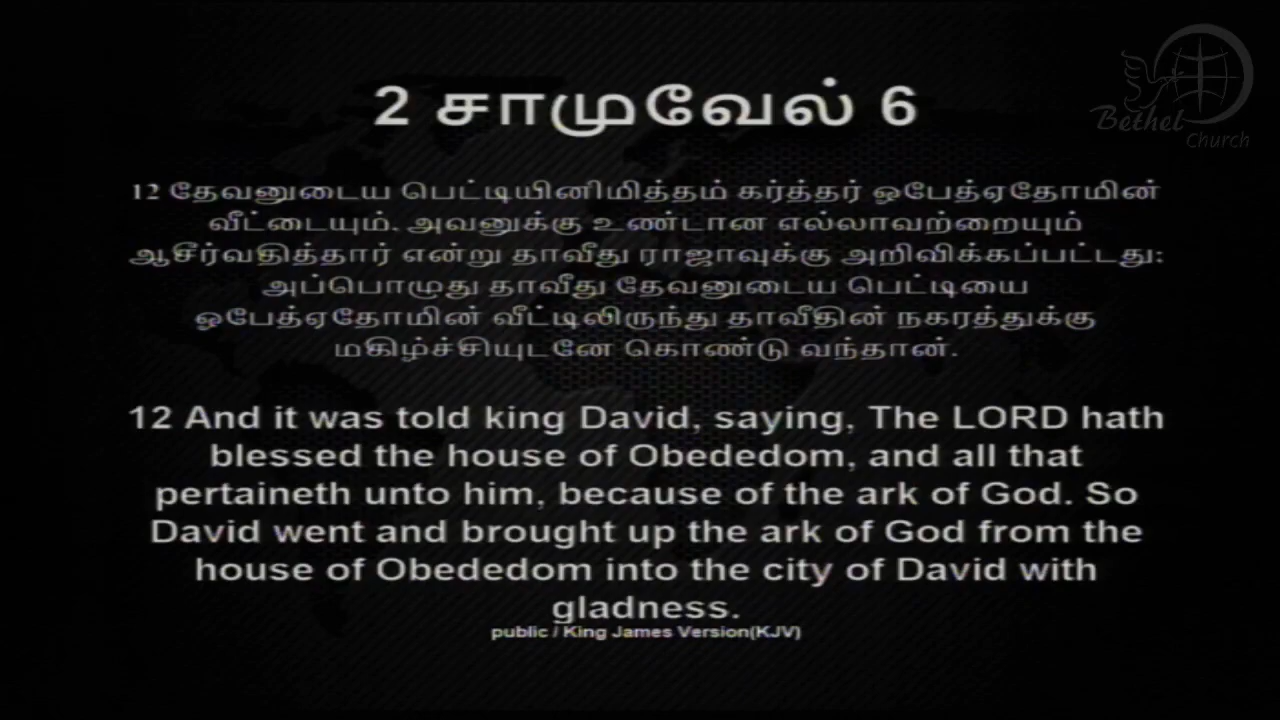 Bethel
Church
2 சாமுவேல் 6
12 தேவனுடைய பெட்டியினிமித்தம் கர்த்தர் ஓபேத்ஏதோமின்
வீட்டையும், அவனுக்கு உண்டான எல்லாவற்றையும்
ஆசீர்வதித்தார் என்று தாவீது ராஜாவுக்கு அறிவிக்கப்பட்டது:
அப்பொழுது தாவீது தேவனுடைய பெட்டியை
ஓபேத்ஏதோமின் வீட்டிலிருந்து தாவீதின் நகரத்துக்கு
மகிழ்ச்சியுடனே கொண்டு வந்தான்.
12 And it was told king David, saying, The LORD hath
blessed the house of Obededom, and all that
pertaineth unto him, because of the ark of God. So
David went and brought up the ark of God from the
house of Obededom into the city of David with
gladness.
public / King James Version(KJV)